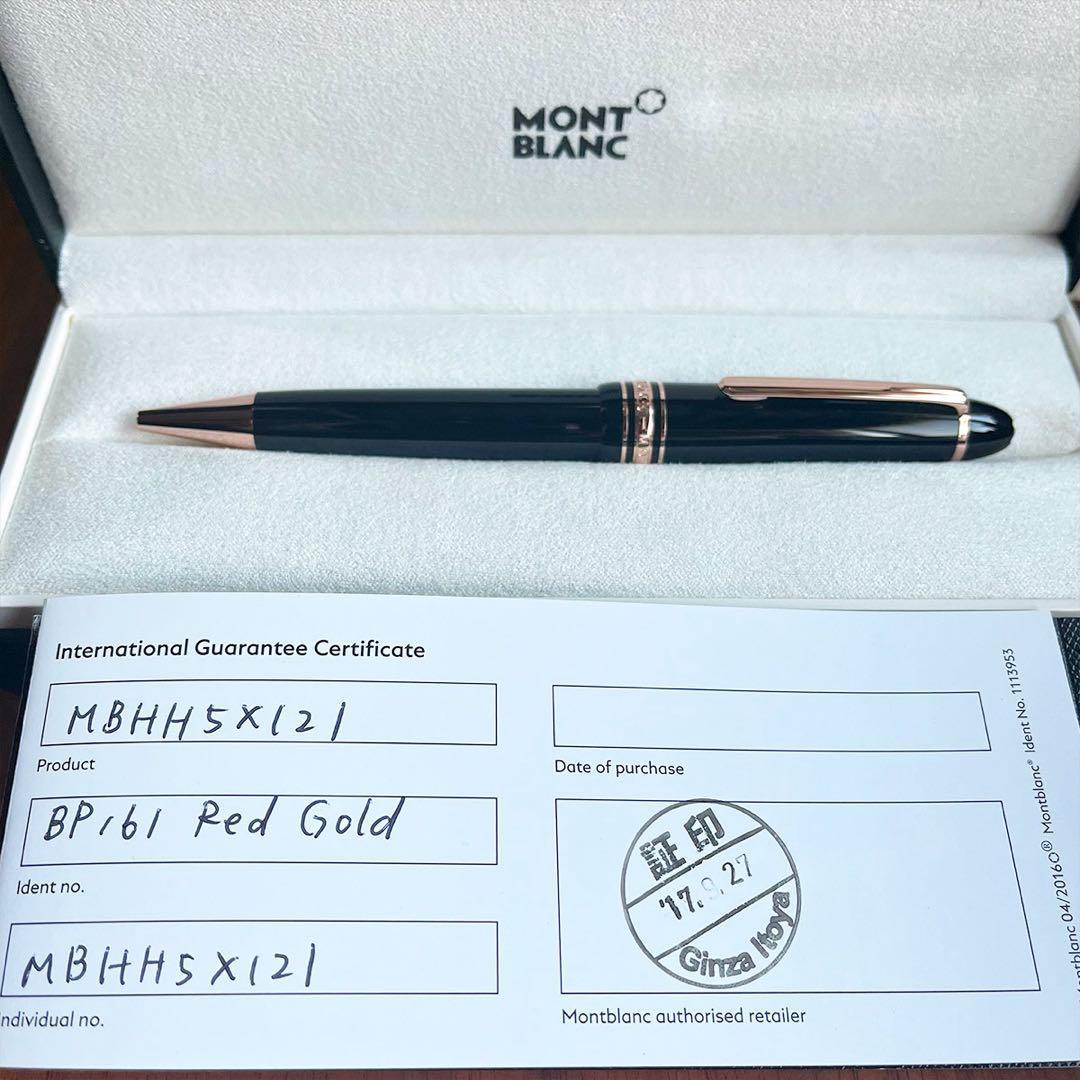 MONT
BLANC
International Guarantee Certificate
MBHH5X121
Product
BP161 Red Gold
Ident no.
MBHH5X121
Individual no.
Date of purchase
証印
'17.9.27
Ginza Itoya
Montblanc authorised retailer
04/2016 Montblanc® Ident No. 1113953